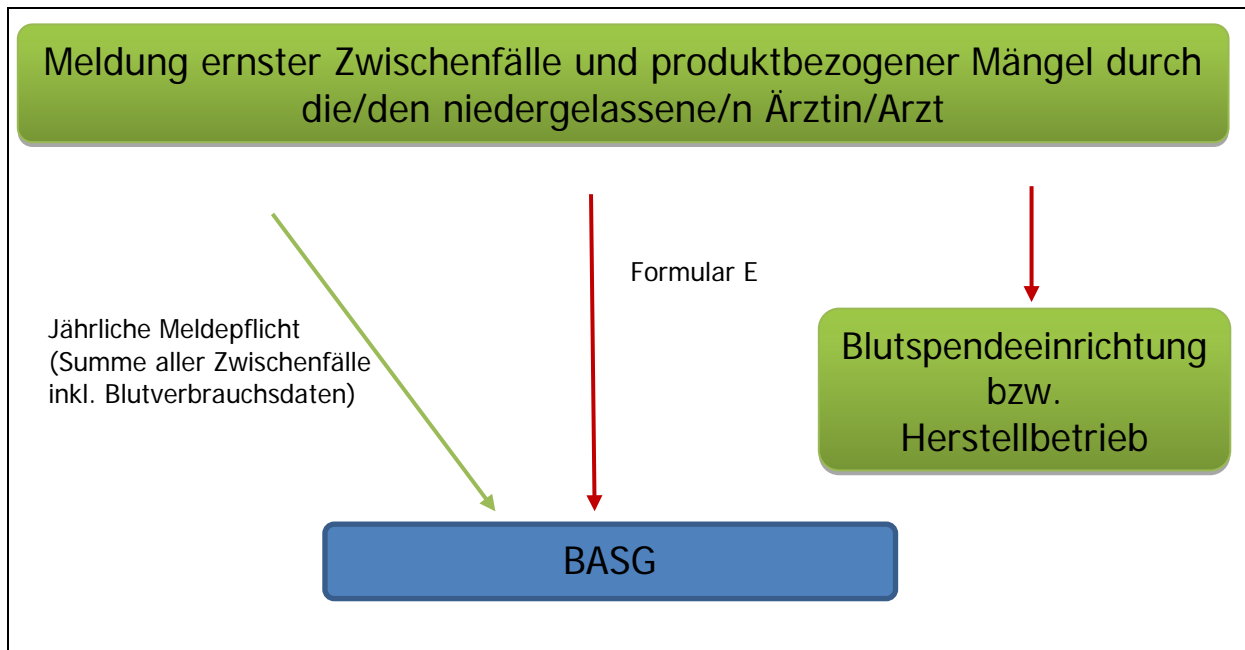 Meldung ernster Zwischenfälle und produktbezogener Mängel durch
die/den niedergelassene/n Ärztin/Arzt
Formular E
Jährliche Meldepflicht
(Summe aller Zwischenfälle
inkl. Blutverbrauchsdaten)
Blutspendeeinrichtung
bzw.
Herstellbetrieb
BASG